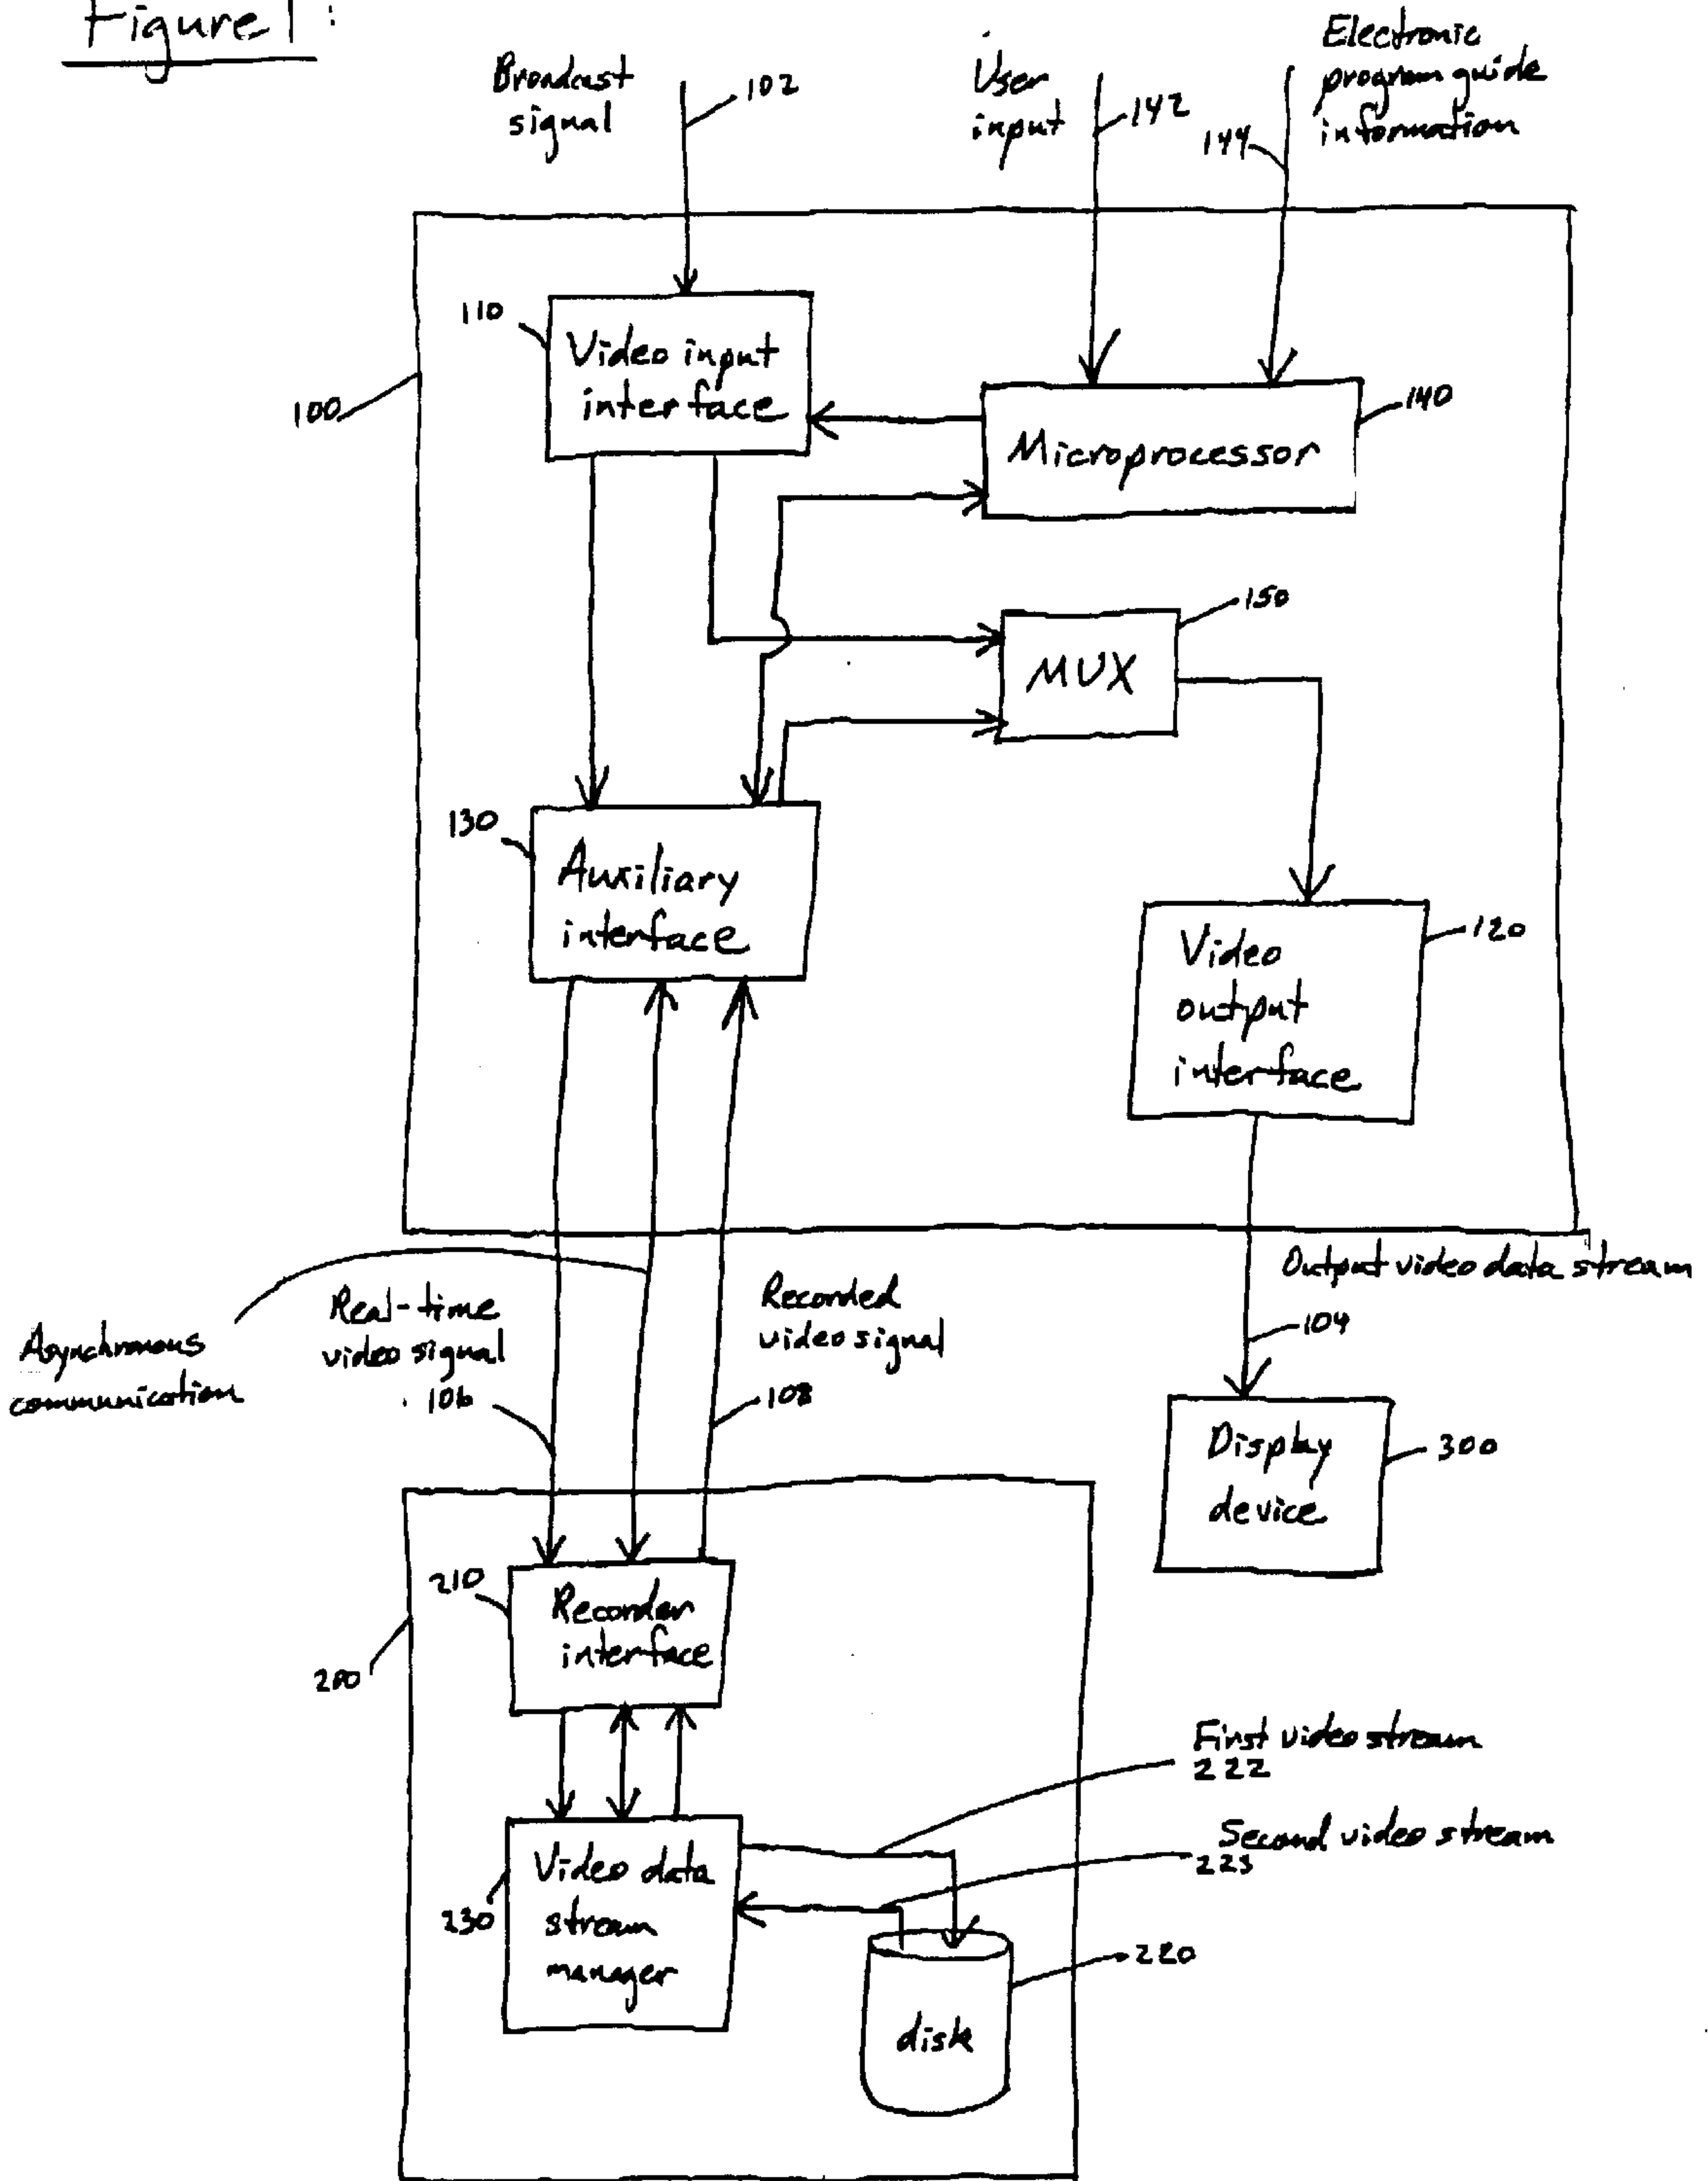 Figure 1 :
Broadcast
signal
102
User
input
142
Electronic
program guide
information
144
110
Video input
interface
100
140
Microprocessor
150
MUX
130
Auxiliary
interface
120
Video
output
interface
Output video data stream
104
Asynchronous
communication
Real-time
video signal
106
Recorded
video signal
108
Display
device
300
210
Recorder
interface
200
First video stream
222
Second video stream
223
Video data
stream
manager
230
220
disk